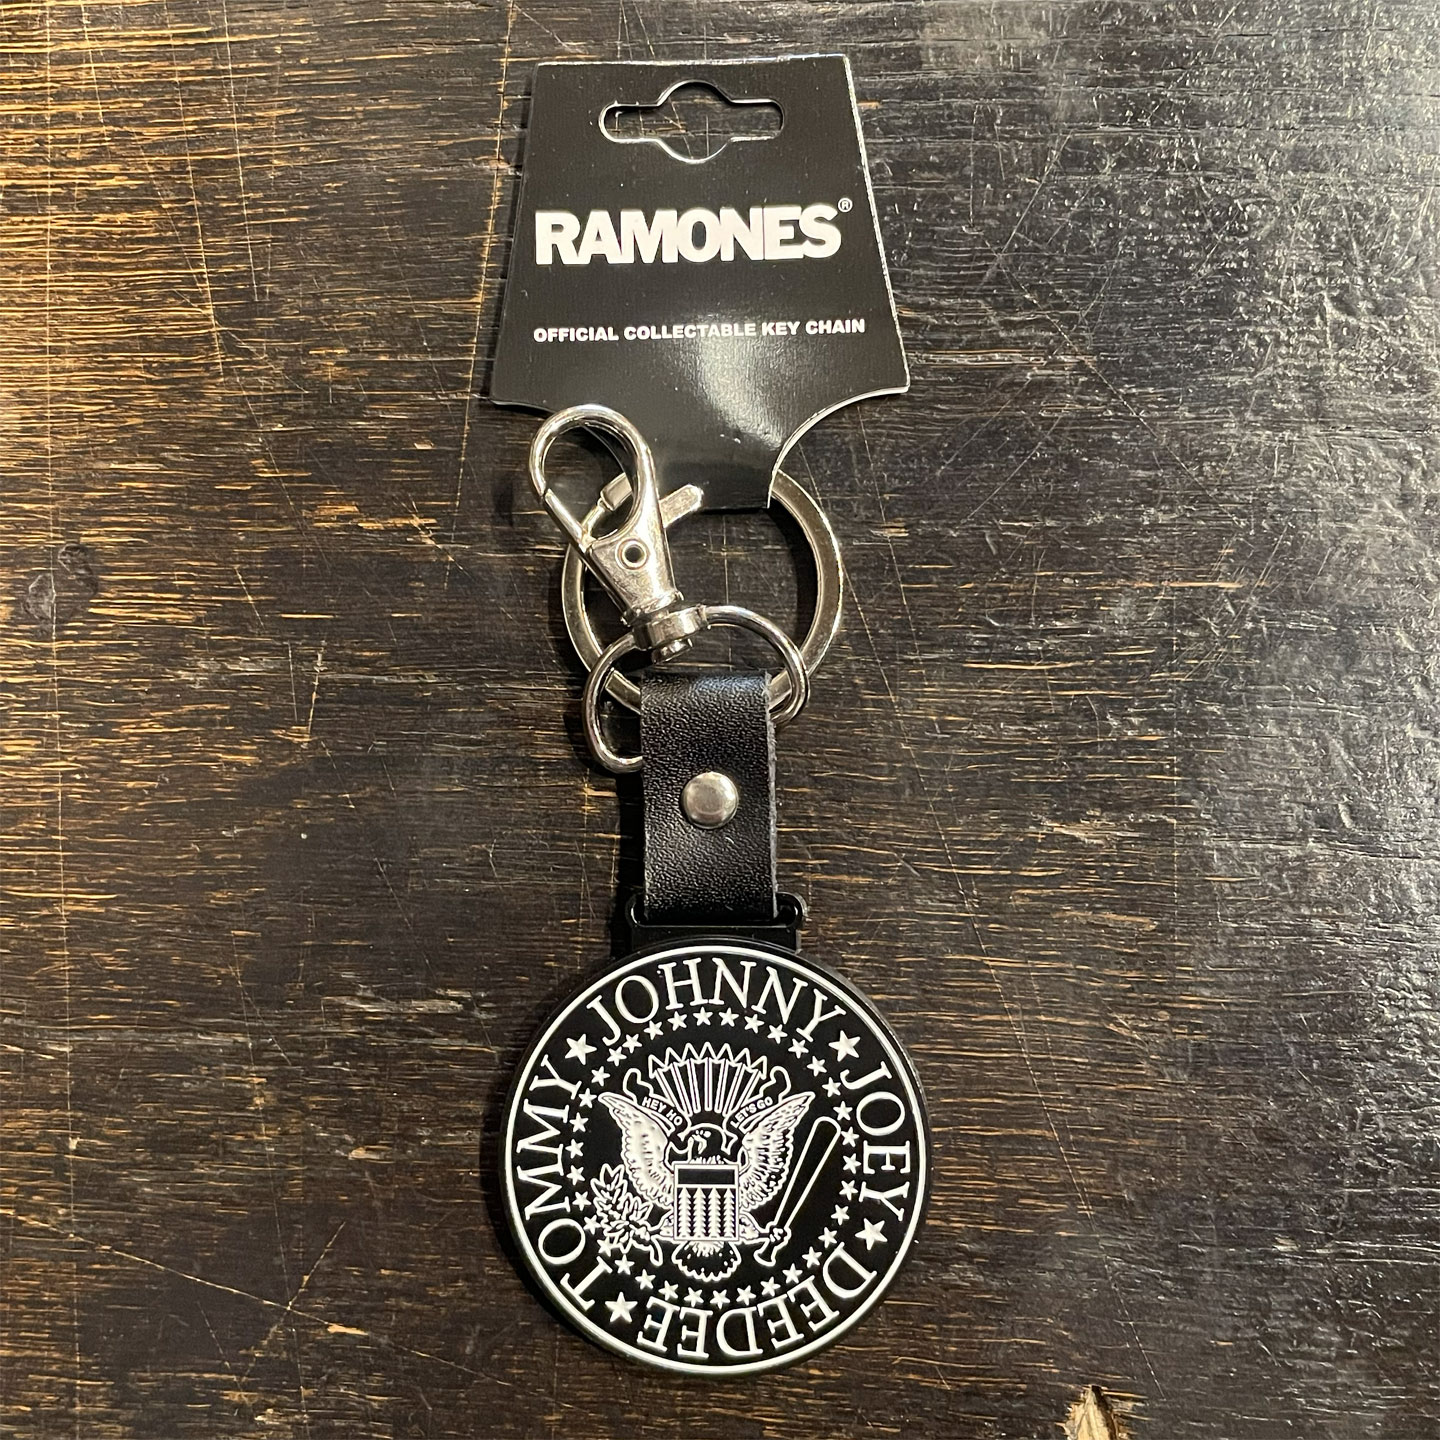 RAMONES®
OFFICIAL COLLECTABLE KEY CHAIN
JOHNNY ★ JOEY ★ DEEDEE ★ TOMMY ★
HEY HO
LET'S GO